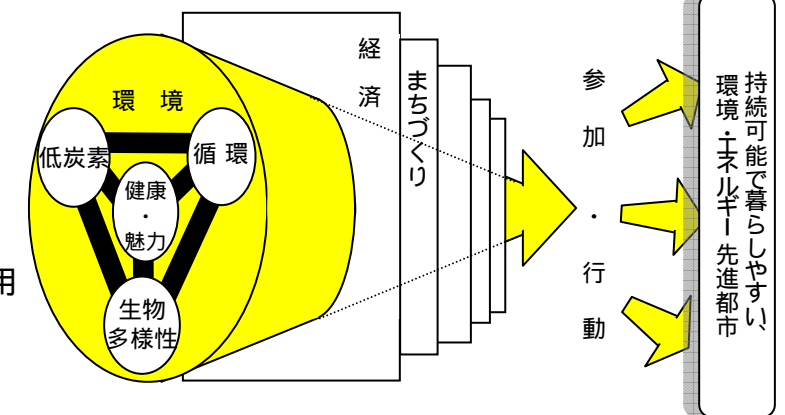 環 境
低炭素
循 環
健康
・
魅力
生物
多様性
用
経済
まちづくり
参加・行動
持続可能で暮らしやすい、
環境・エネルギー先進都市